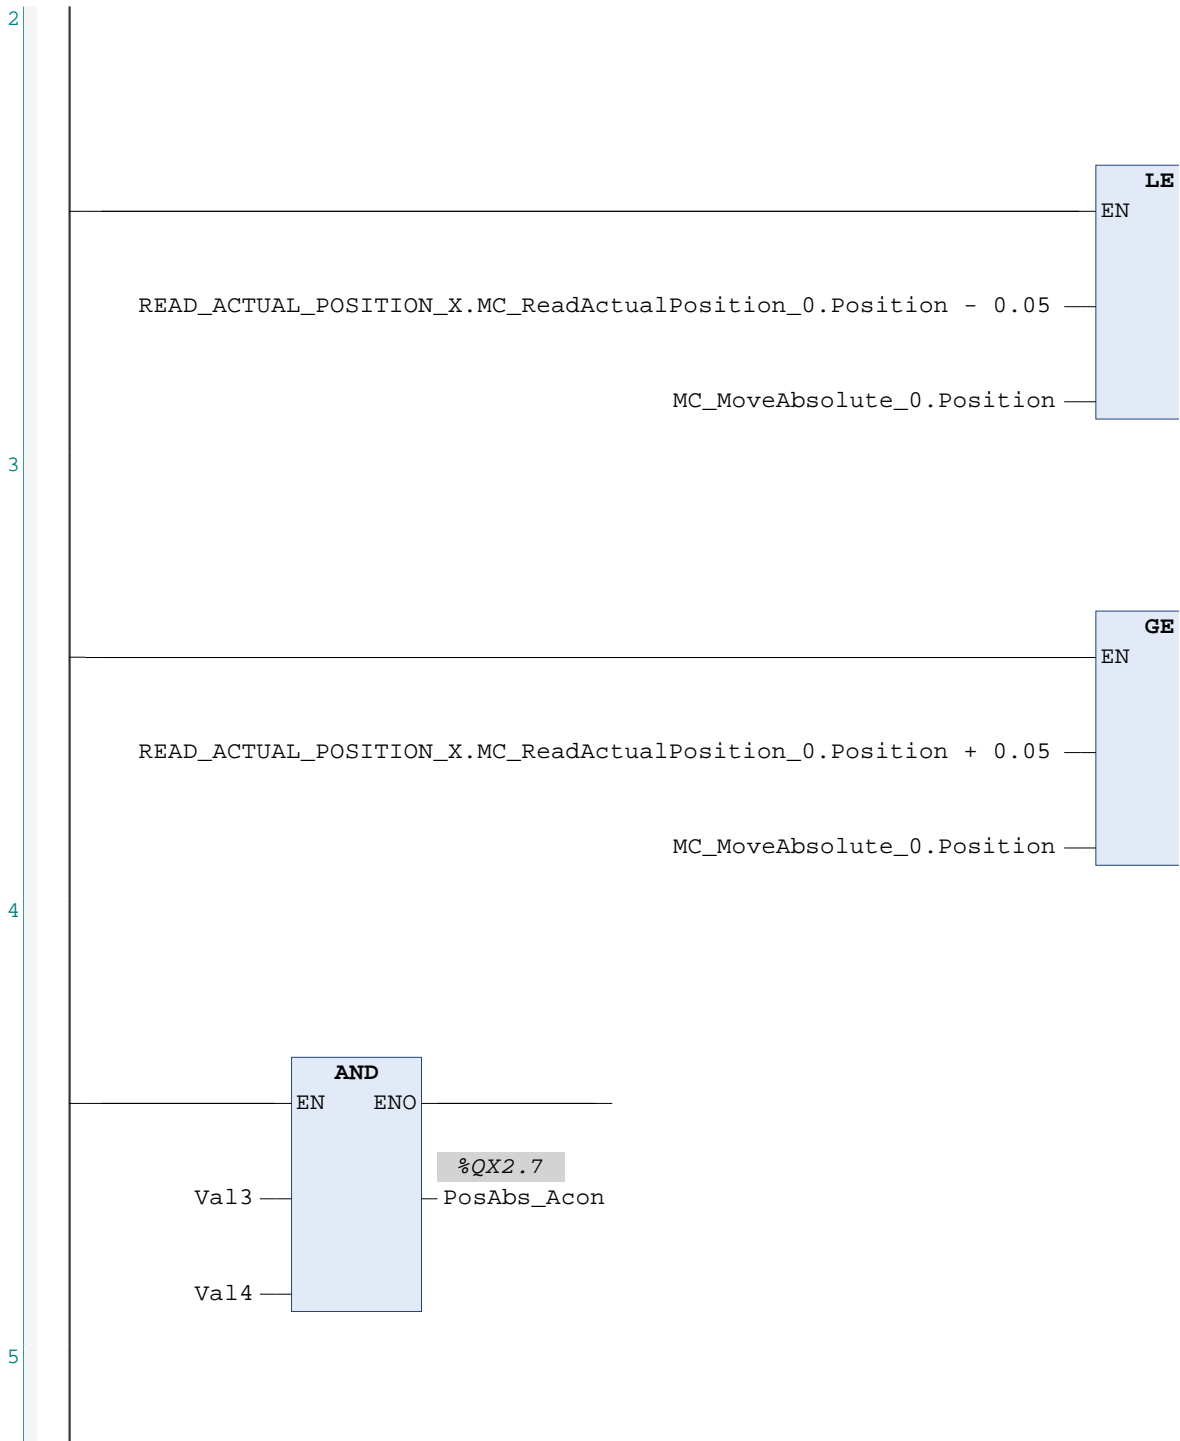 2
LE
EN
READ_ACTUAL_POSITION_X.MC_ReadActualPosition_0.Position - 0.05
MC_MoveAbsolute_0.Position
3
GE
EN
READ_ACTUAL_POSITION_X.MC_ReadActualPosition_0.Position + 0.05
MC_MoveAbsolute_0.Position
4
AND
EN ENO
%QX2.7
Val3 PosAbs_Acon
Val4
5